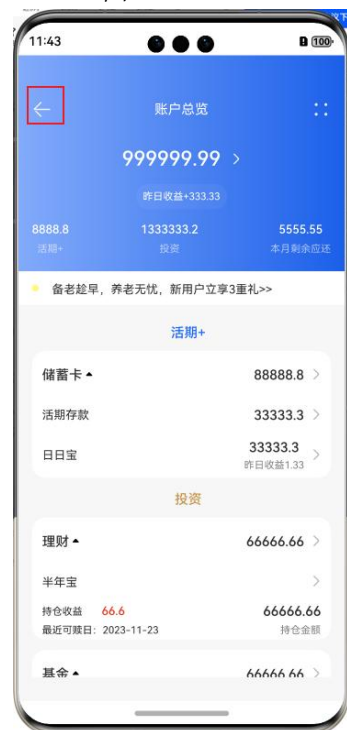 11:43
100
账户总览
999999.99 >
昨日收益+333.33
8888.8 1333333.2 5555.55
活期+ 投资 本月剩余应还
备老趁早，养老无忧，新用户立享3重礼>>
活期+
储蓄卡 88888.8 >
活期存款 33333.3 >
日日宝 33333.3 >
昨日收益1.33
投资
理财 66666.66 >
半年宝 >
持仓收益 66.6 66666.66
最近可赎日：2023-11-23 持仓金额
基金 66666.66 >